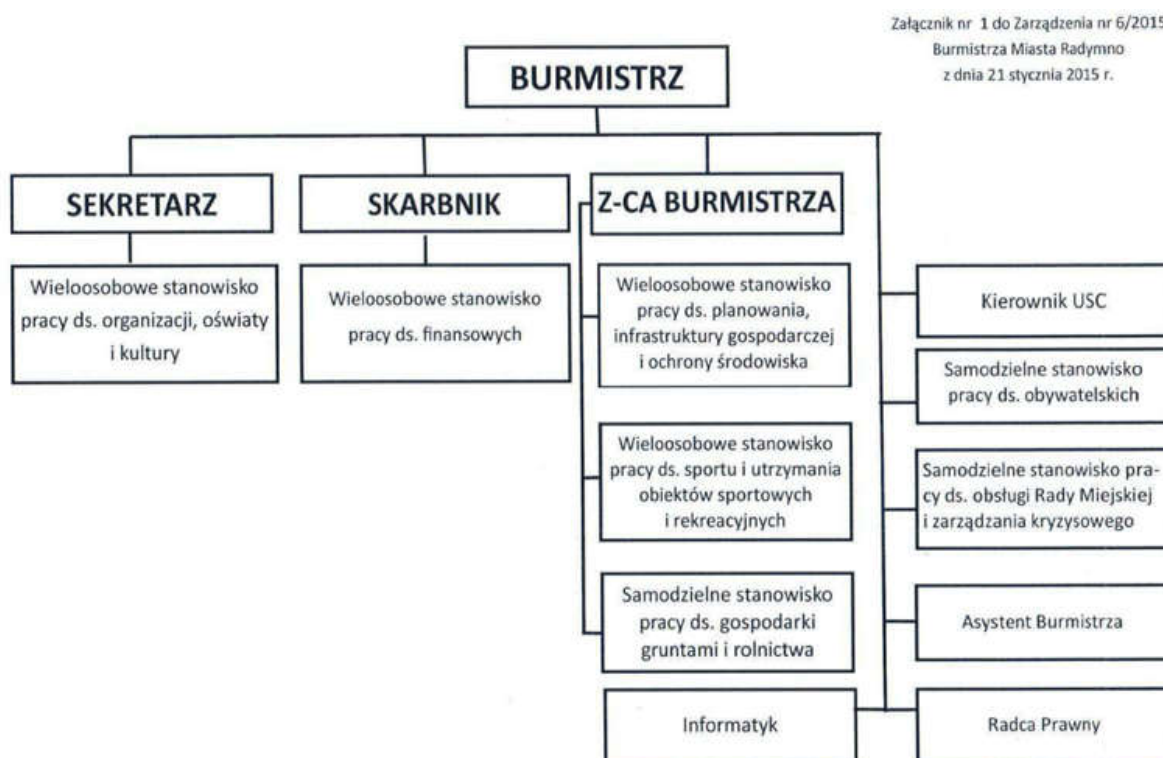 Załącznik nr 1 do Zarządzenia nr 6/2015
Burmistrza Miasta Radymno
z dnia 21 stycznia 2015 r.
BURMISTRZ
SEKRETARZ
SKARBNIK
Z-CA BURMISTRZA
Wieloosobowe stanowisko
pracy ds. organizacji, oświaty
i kultury
Wieloosobowe stanowisko
pracy ds. finansowych
Wieloosobowe stanowisko
pracy ds. planowania,
infrastruktury gospodarczej
i ochrony środowiska
Wieloosobowe stanowisko
pracy ds. sportu i utrzymania
obiektów sportowych
i rekreacyjnych
Samodzielne stanowisko
pracy ds. gospodarki
gruntami i rolnictwa
Informatyk
Kierownik USC
Samodzielne stanowisko
pracy ds. obywatelskich
Samodzielne stanowisko pra-
cy ds. obsługi Rady Miejskiej
i zarządzania kryzysowego
Asystent Burmistrza
Radca Prawny